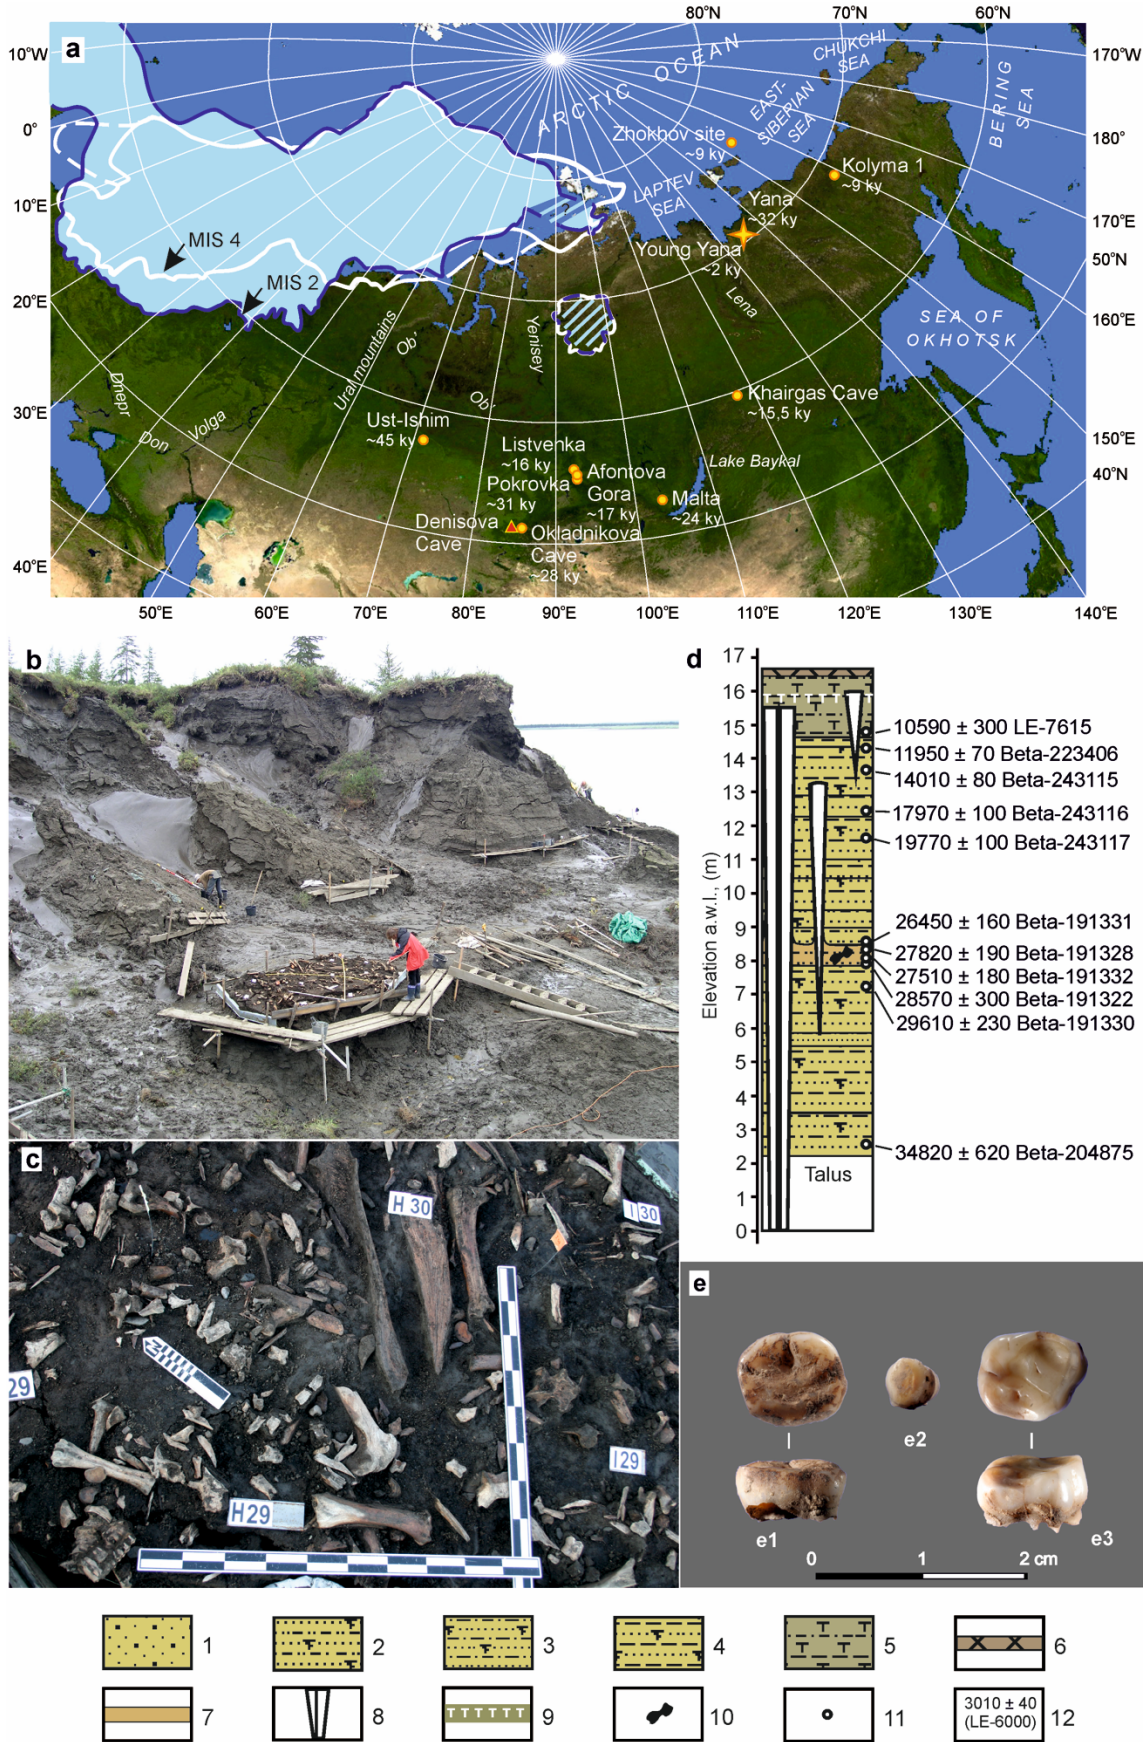 a
80°N
70°N
60°N
10°W
170°W
ARCTIC OCEAN
CHUKCHI
SEA
EAST-
SIBERIAN
SEA
BERING
SEA
0°
180°
Zhokhov site
~9 ky
Kolyma 1
~9 ky
LAPTEV
SEA
?
Yana
~32 ky
10°E
170°E
MIS 4
Young Yana
~2 ky
50°N
MIS 2
20°E
160°E
Lena
SEA OF
OKHOTSK
Ural mountains
Ob'
Yenisey
Dnepr
Don
Volga
Ob'
30°E
Khairgas Cave
~15,5 ky
150°E
Ust-Ishim
~45 ky
Listvenka
~16 ky
Pokrovka
~31 ky
Afontova
Gora
~17 ky
Lake Baykal
Malta
~24 ky
40°N
Denisova
Cave
Okladnikova
Cave
~28 ky
40°E
50°E
60°E
70°E
80°E
90°E
100°E
110°E
120°E
130°E
140°E
b
d
17
16
15
14
13
12
11
10
9
8
7
6
5
4
3
2
1
0
Elevation a.w.l., (m)
10590 ± 300 LE-7615
11950 ± 70 Beta-223406
14010 ± 80 Beta-243115
17970 ± 100 Beta-243116
19770 ± 100 Beta-243117
26450 ± 160 Beta-191331
27820 ± 190 Beta-191328
27510 ± 180 Beta-191332
28570 ± 300 Beta-191322
29610 ± 230 Beta-191330
34820 ± 620 Beta-204875
Talus
c
H 30
I 30
29
N
I29
H29
e
e1
e2
e3
0
1
2 cm
1
2
3
4
5
6
7
8
9
10
11
3010 ± 40
(LE-6000)
12